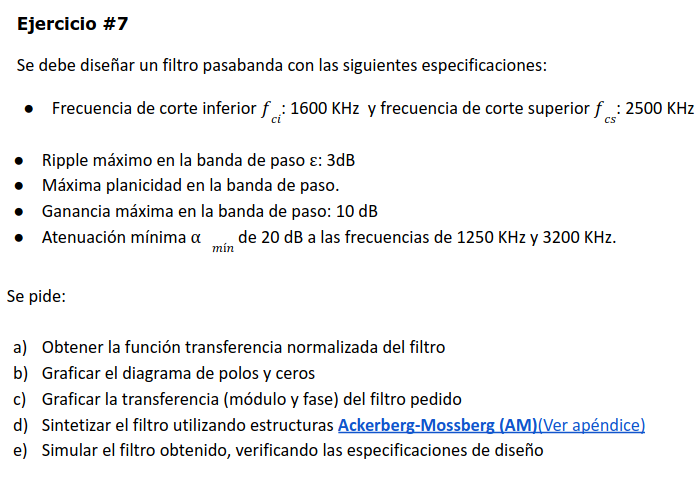 Ejercicio #7
Se debe diseñar un filtro pasabanda con las siguientes especificaciones:
● Frecuencia de corte inferior f ci: 1600 KHz y frecuencia de corte superior f cs: 2500 KHz
● Ripple máximo en la banda de paso ε: 3dB
● Máxima planicidad en la banda de paso.
● Ganancia máxima en la banda de paso: 10 dB
● Atenuación mínima α mín de 20 dB a las frecuencias de 1250 KHz y 3200 KHz.
Se pide:
a) Obtener la función transferencia normalizada del filtro
b) Graficar el diagrama de polos y ceros
c) Graficar la transferencia (módulo y fase) del filtro pedido
d) Sintetizar el filtro utilizando estructuras Ackerberg-Mossberg (AM)(Ver apéndice)
e) Simular el filtro obtenido, verificando las especificaciones de diseño